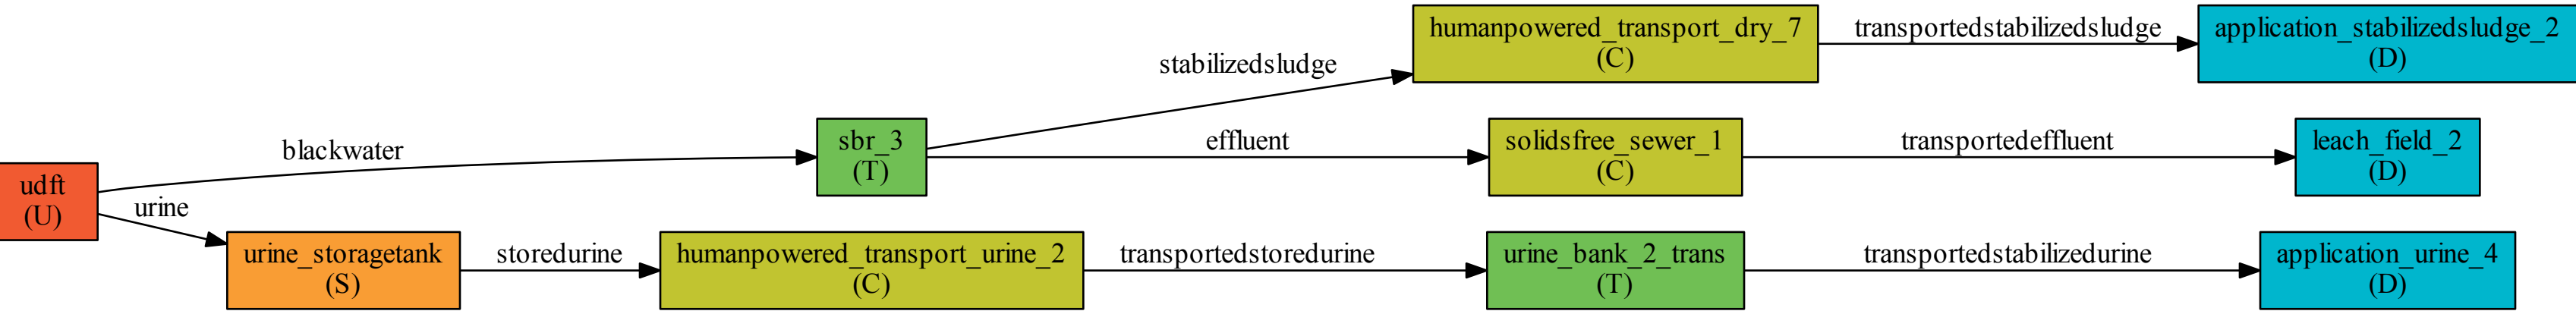 humanpowered_transport_dry_7
(C)
transportedstabilizedsludge
application_stabilizedsludge_2
(D)
stabilizedsludge
blackwater
sbr_3
(T)
effluent
solidsfree_sewer_1
(C)
transportedeffluent
leach_field_2
(D)
udft
(U)
urine
urine_storagetank
(S)
storedurine
humanpowered_transport_urine_2
(C)
transportedstoredurine
urine_bank_2_trans
(T)
transportedstabilizedurine
application_urine_4
(D)